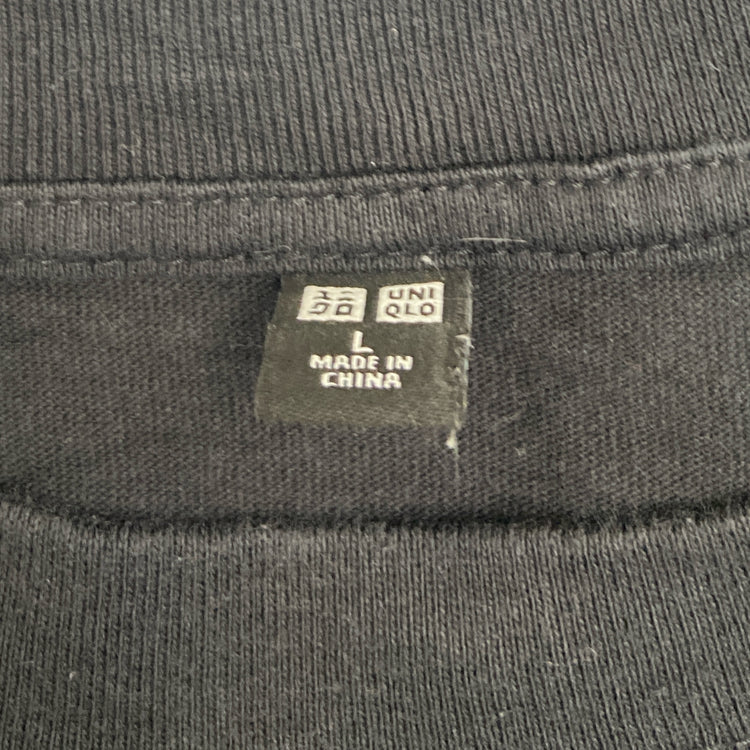 ユニ UNI
クロ QLO
L
MADE IN
CHINA